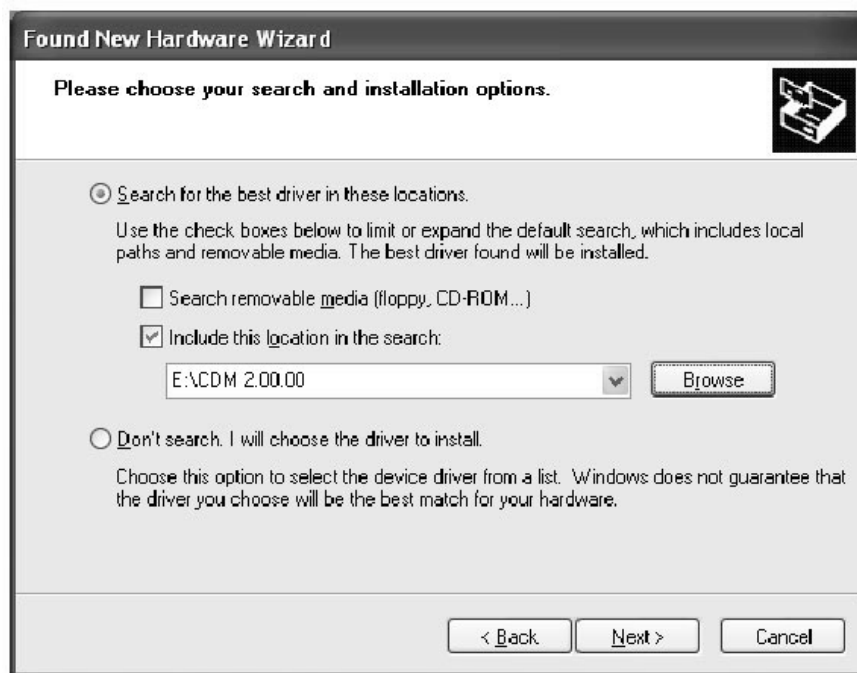 Found New Hardware Wizard
Please choose your search and installation options.
Search for the best driver in these locations.
Use the check boxes below to limit or expand the default search, which includes local
paths and removable media. The best driver found will be installed.
Search removable media (floppy, CD-ROM...)
Include this location in the search:
E:\CDM 2.00.00
Browse
Don't search. I will choose the driver to install.
Choose this option to select the device driver from a list. Windows does not guarantee that
the driver you choose will be the best match for your hardware.
< Back Next > Cancel